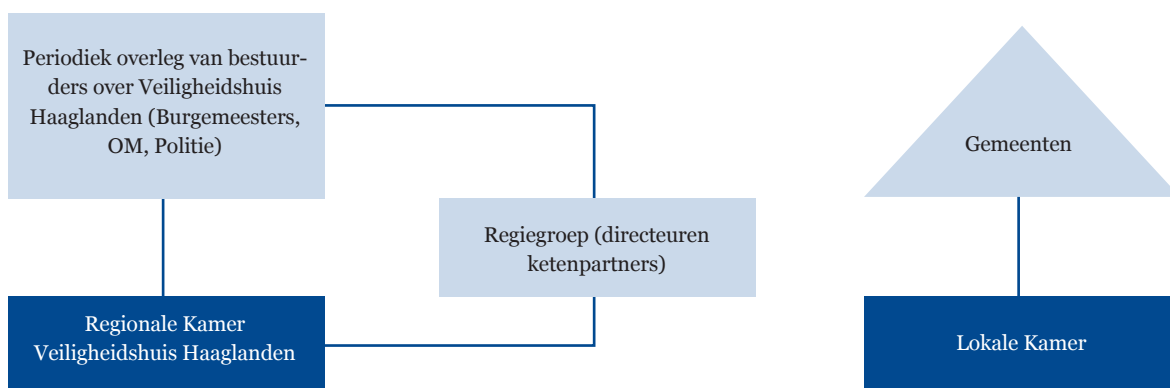 Periodiek overleg van bestuur-
ders over Veiligheidshuis
Haaglanden (Burgemeesters,
OM, Politie)
Gemeenten
Regiegroep (directeuren
ketenpartners)
Regionale Kamer
Veiligheidshuis Haaglanden
Lokale Kamer